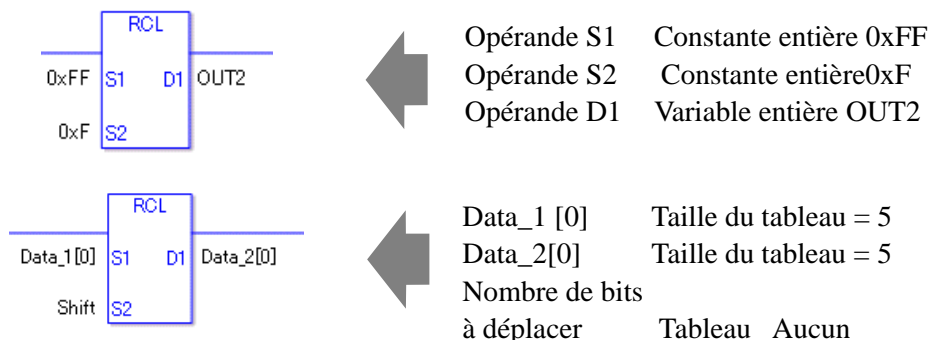 RCL
0xFF S1 D1 OUT2
0xF S2
Opérande S1 Constante entière 0xFF
Opérande S2 Constante entière0xF
Opérande D1 Variable entière OUT2
RCL
Data_1[0] S1 D1 Data_2[0]
Shift S2
Data_1 [0] Taille du tableau = 5
Data_2[0] Taille du tableau = 5
Nombre de bits
à déplacer Tableau Aucun